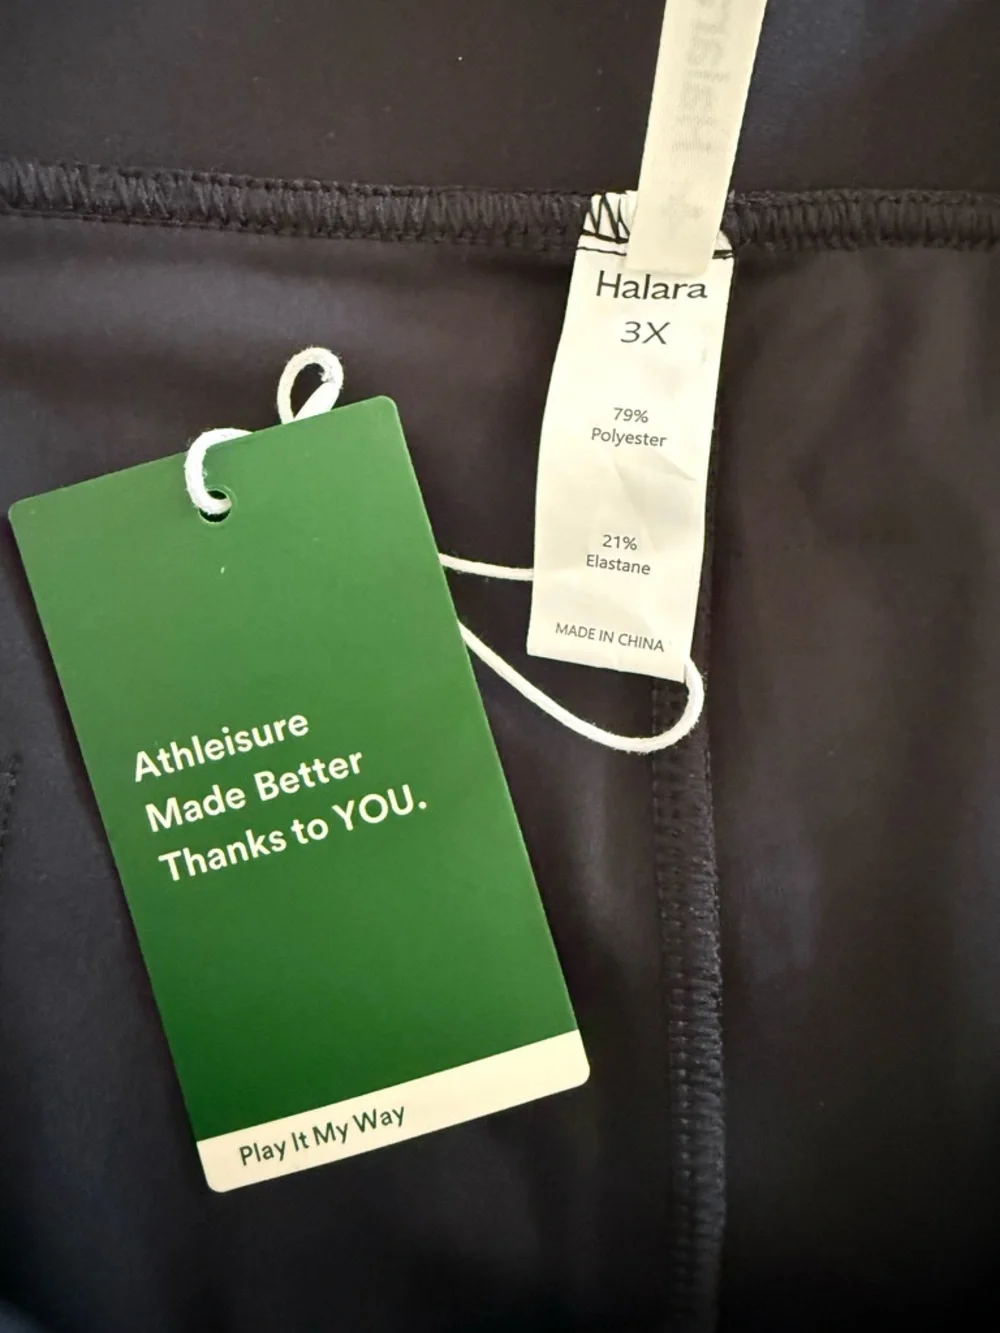 Halara
3X
79%
Polyester
21%
Elastane
MADE IN CHINA
Athleisure
Made Better
Thanks to YOU.
Play It My Way